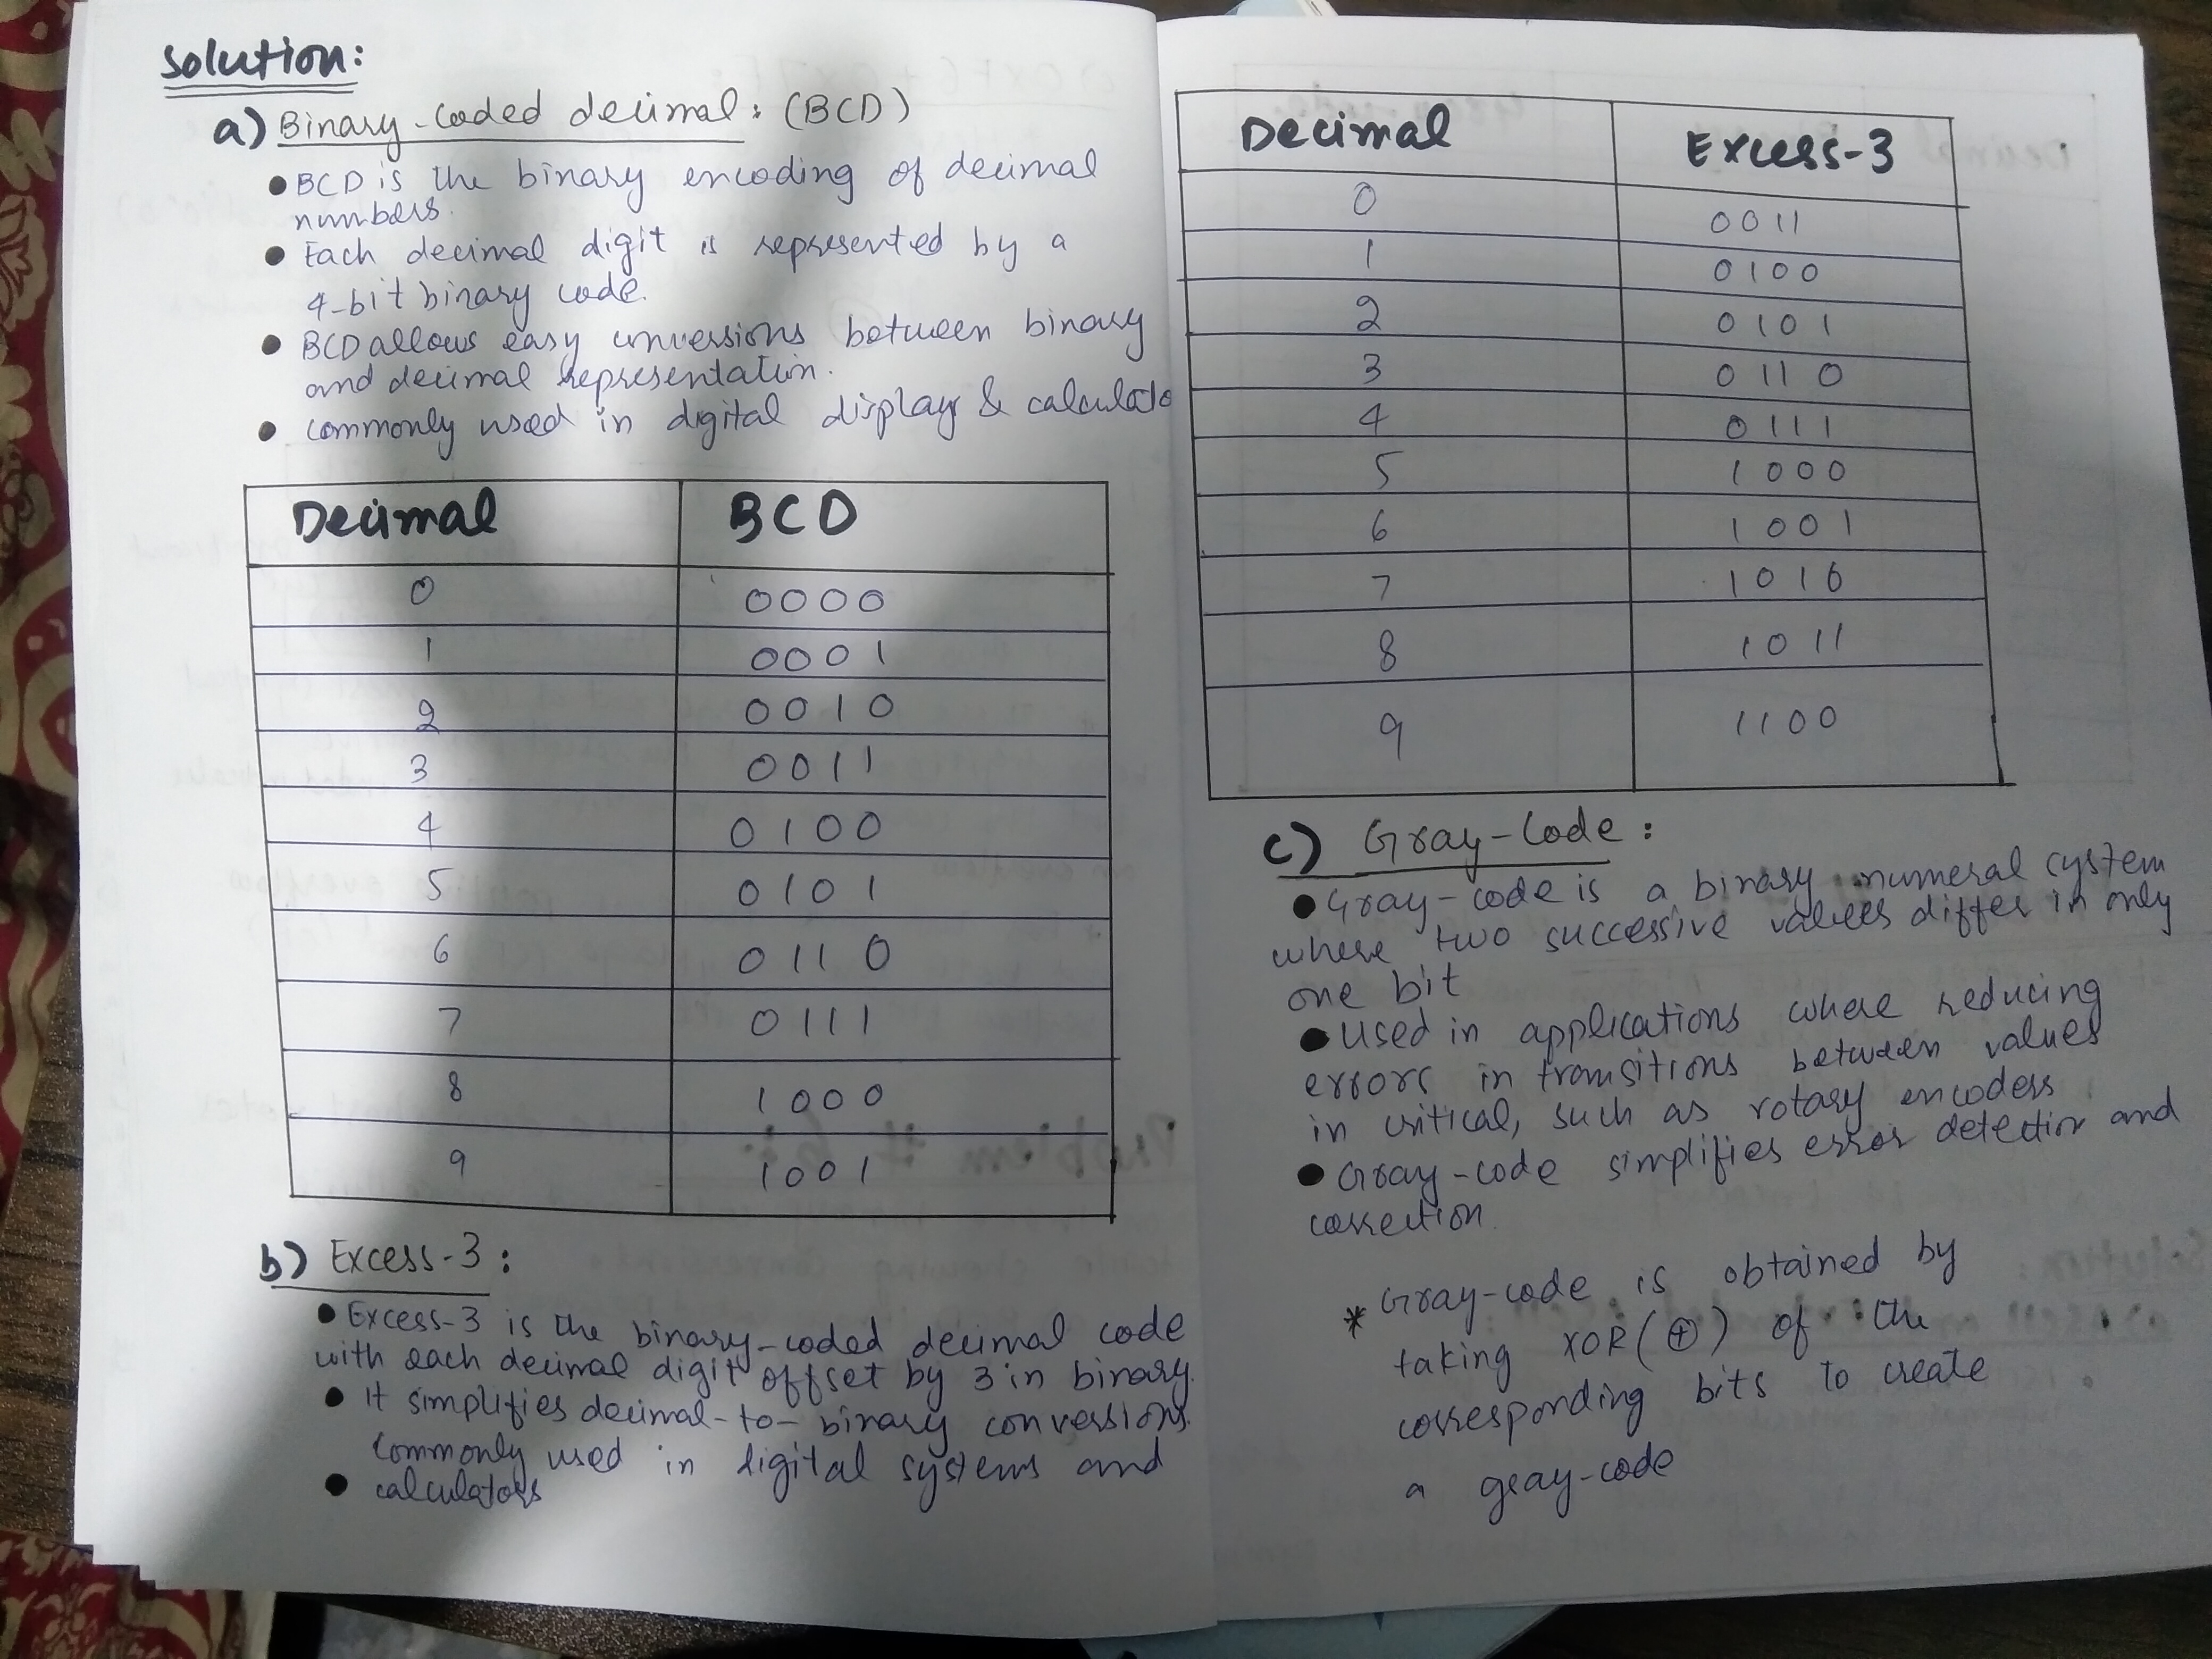 Solution:
a) Binary-Coded decimal: (BCD)
● BCD is the binary encoding of decimal
numbers.
● Each decimal digit is represented by a
4-bit binary code.
● BCD allows easy conversions between binary
and decimal representation.
● commonly used in digital display & calculato
Decimal BCD
0 0000
1 0001
2 0010
3 0011
4 0100
5 0101
6 0110
7 0111
8 1000
9 1001
b) Excess-3:
● Excess-3 is the binary-coded decimal code
with each decimal digit offset by 3 in binary.
● It simplifies decimal-to-binary conversions.
commonly used in digital systems and
● calculators
Decimal Excess-3
0 0011
1 0100
2 0101
3 0110
4 0111
5 1000
6 1001
7 1010
8 1011
9 1100
c) Gray-Code:
● Gray-code is a binary numeral system
where two successive values differ in only
one bit
● Used in applications where reducing
errors in transitions between values
in critical, such as rotary encoders
● Gray-code simplifies error detection and
correction
* Gray-code is obtained by
taking XOR(⊕) of the
corresponding bits to create
a gray-code